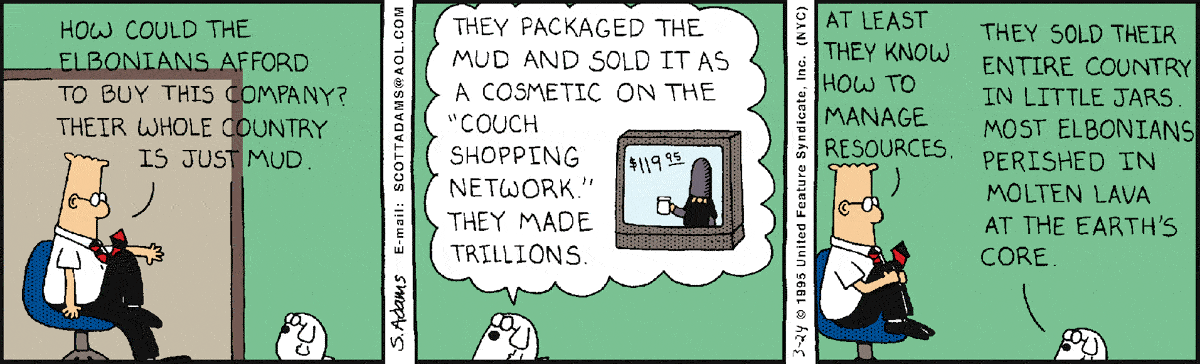 HOW COULD THE
ELBONIANS AFFORD
TO BUY THIS COMPANY?
THEIR WHOLE COUNTRY
IS JUST MUD.
S.Adams E-mail: SCOTTADAMS@AOL.COM
THEY PACKAGED THE
MUD AND SOLD IT AS
A COSMETIC ON THE
"COUCH
SHOPPING
NETWORK."
THEY MADE
TRILLIONS.
$119.95
3-24 © 1995 United Feature Syndicate, Inc. (NYC)
AT LEAST
THEY KNOW
HOW TO
MANAGE
RESOURCES.
THEY SOLD THEIR
ENTIRE COUNTRY
IN LITTLE JARS.
MOST ELBONIANS
PERISHED IN
MOLTEN LAVA
AT THE EARTH'S
CORE.